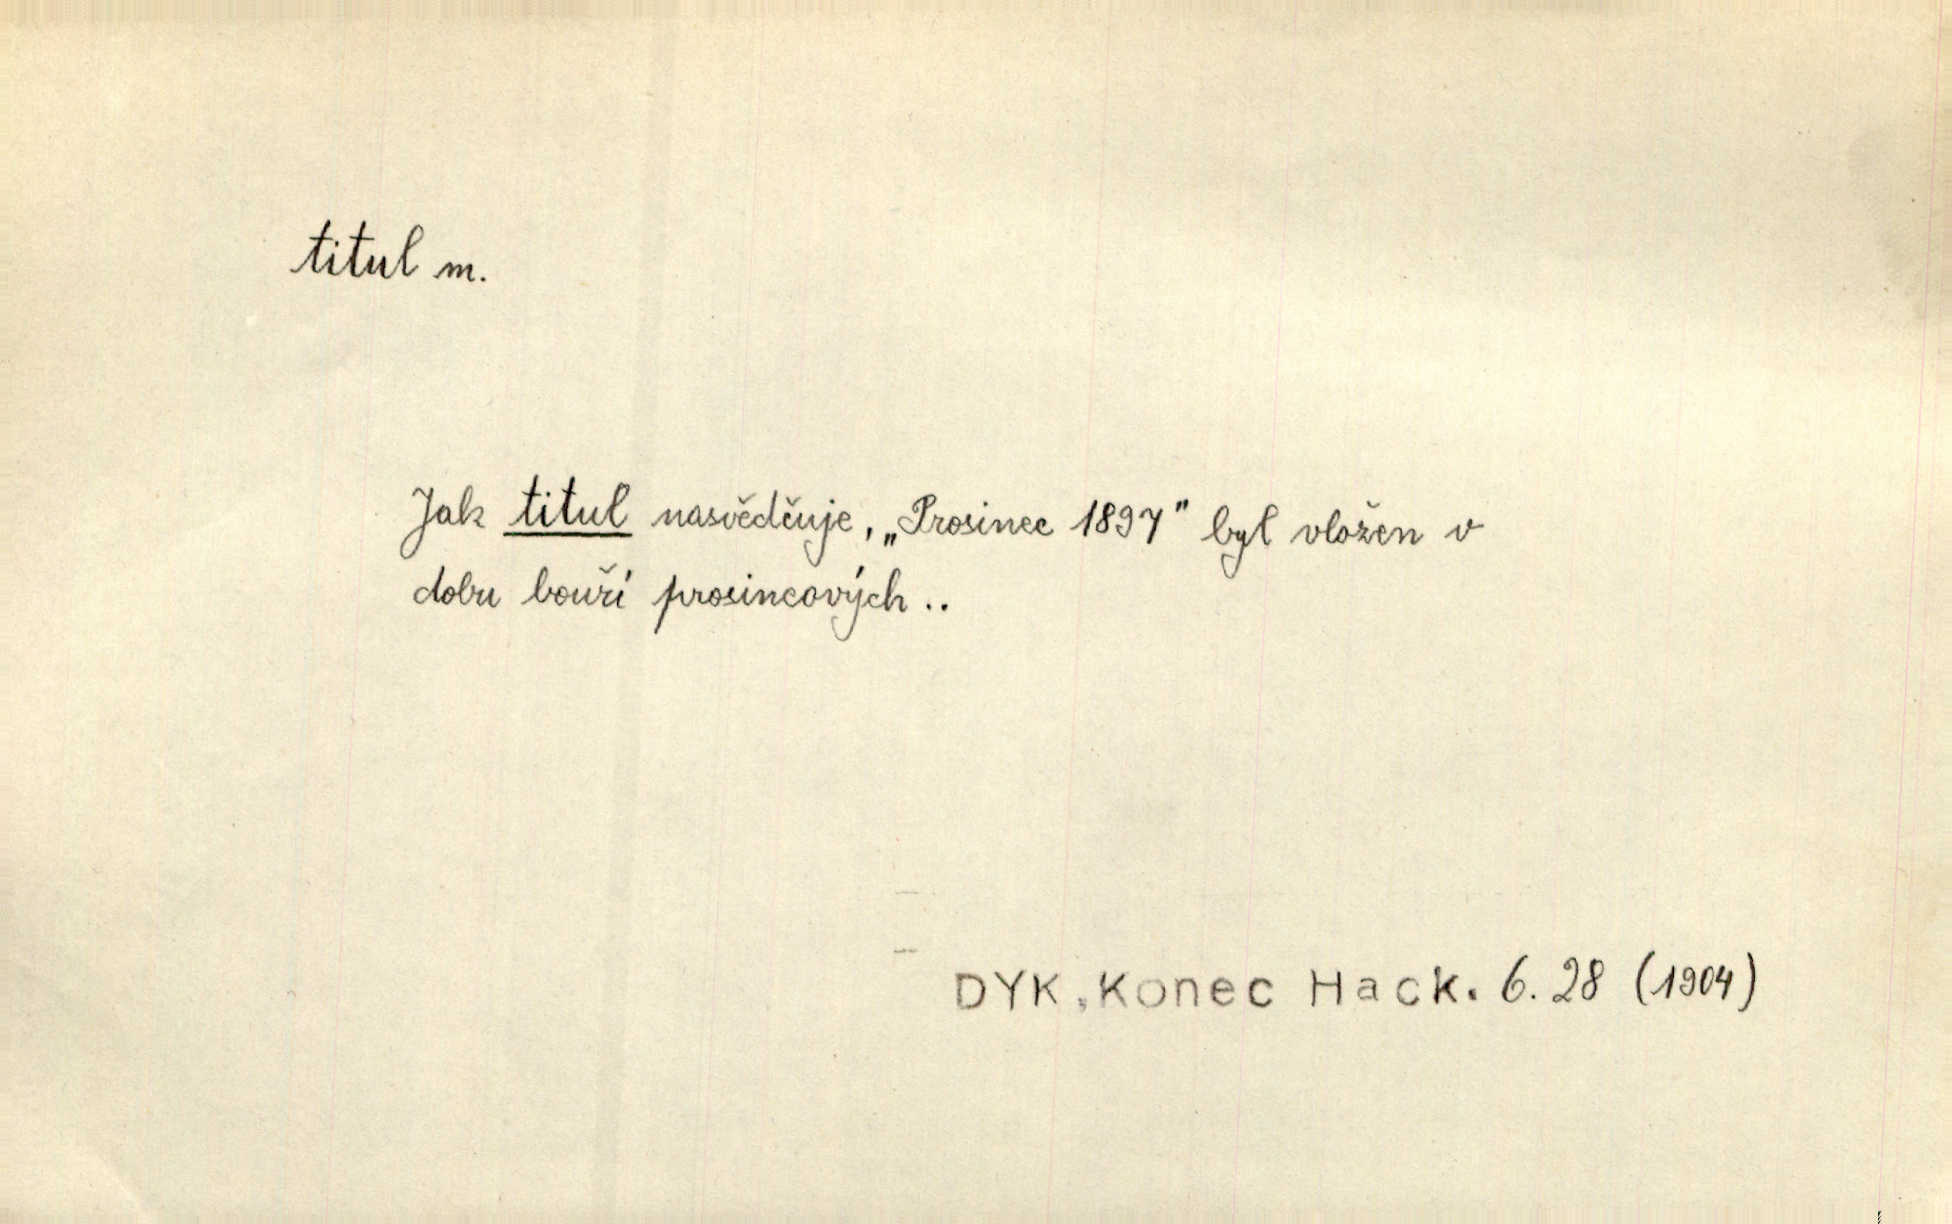 titul m.
Jak titul nasvědčuje, „Prosinec 1897" byl vložen v
dobu bouří prosincových ..
DYK, Konec Hack. 6. 28 (1904)